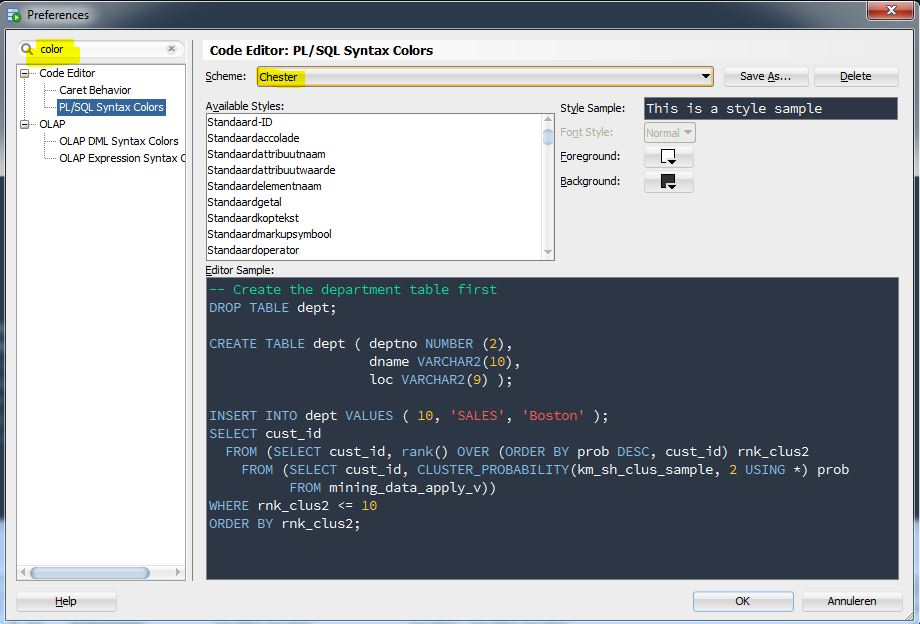 Preferences
color
Code Editor
Caret Behavior
PL/SQL Syntax Colors
OLAP
OLAP DML Syntax Colors
OLAP Expression Syntax C
Code Editor: PL/SQL Syntax Colors
Scheme: Chester Save As... Delete
Available Styles:
Standaard-ID
Standaardaccolade
Standaardattribuutnaam
Standaardattribuutwaarde
Standaardelementnaam
Standaardgetal
Standaardkoptekst
Standaardmarkupsymbool
Standaardoperator
Style Sample: This is a style sample
Font Style: Normal
Foreground:
Background:
Editor Sample:
-- Create the department table first
DROP TABLE dept;
CREATE TABLE dept ( deptno NUMBER (2),
dname VARCHAR2(10),
loc VARCHAR2(9) );
INSERT INTO dept VALUES ( 10, 'SALES', 'Boston' );
SELECT cust_id
FROM (SELECT cust_id, rank() OVER (ORDER BY prob DESC, cust_id) rnk_clus2
FROM (SELECT cust_id, CLUSTER_PROBABILITY(km_sh_clus_sample, 2 USING *) prob
FROM mining_data_apply_v))
WHERE rnk_clus2 <= 10
ORDER BY rnk_clus2;
Help OK Annuleren